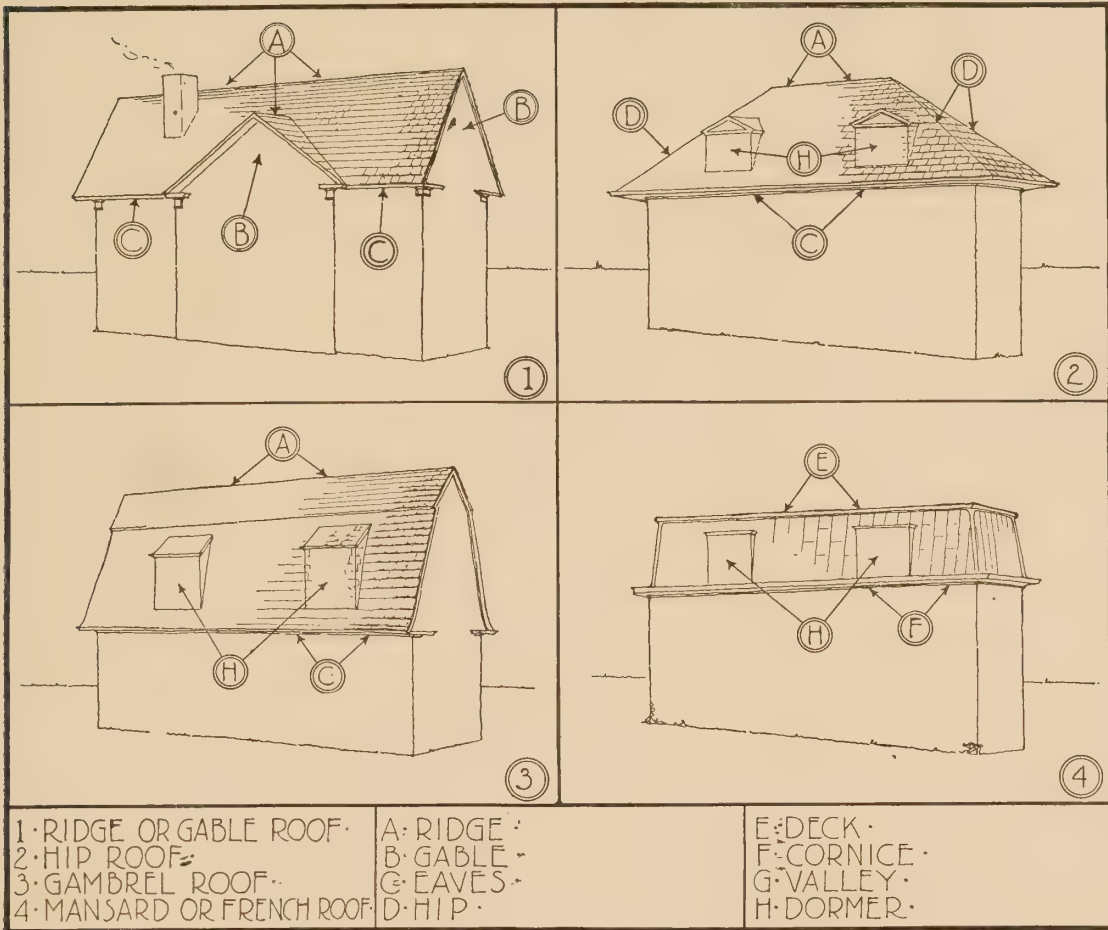 A
B
B
C
C
1
A
D
D
H
C
2
A
H
C
3
E
H
F
4
1·RIDGE OR GABLE ROOF·
2·HIP ROOF·
3·GAMBREL ROOF·
4·MANSARD OR FRENCH ROOF
A·RIDGE·
B·GABLE·
C·EAVES·
D·HIP·
E·DECK·
F·CORNICE·
G·VALLEY·
H·DORMER·